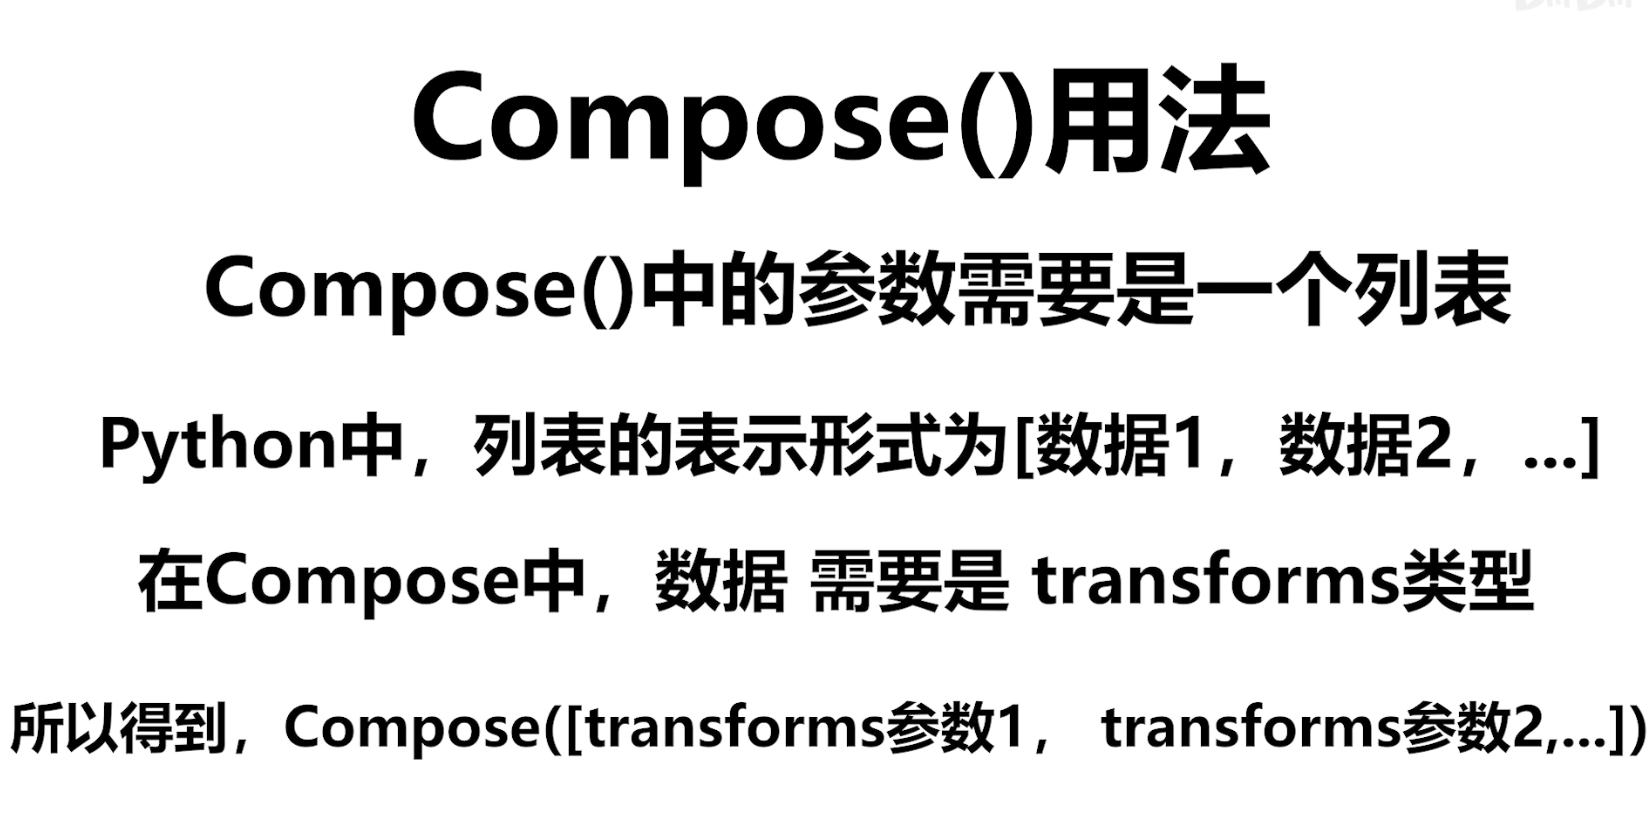 Compose()用法
Compose()中的参数需要是一个列表
Python中，列表的表示形式为[数据1，数据2，...]
在Compose中，数据 需要是 transforms类型
所以得到，Compose([transforms参数1， transforms参数2,...])